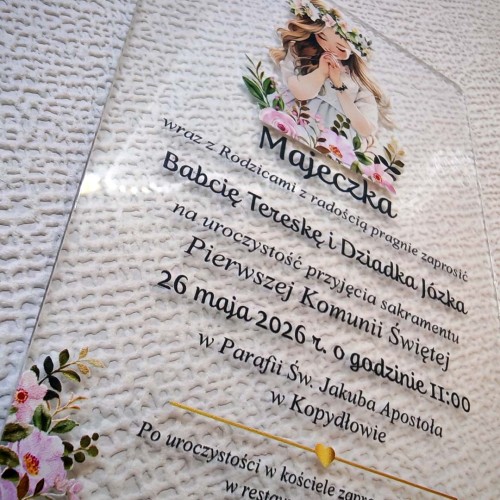 Majeczka
wraz z Rodzicami z radością pragnie zaprosić
Babcię Tereskę i Dziadka Józka
na uroczystość przyjęcia sakramentu
Pierwszej Komunii Świętej
26 maja 2026 r. o godzinie 11:00
w Parafii Św. Jakuba Apostoła
w Kopydłowie
Po uroczystości w kościele
w